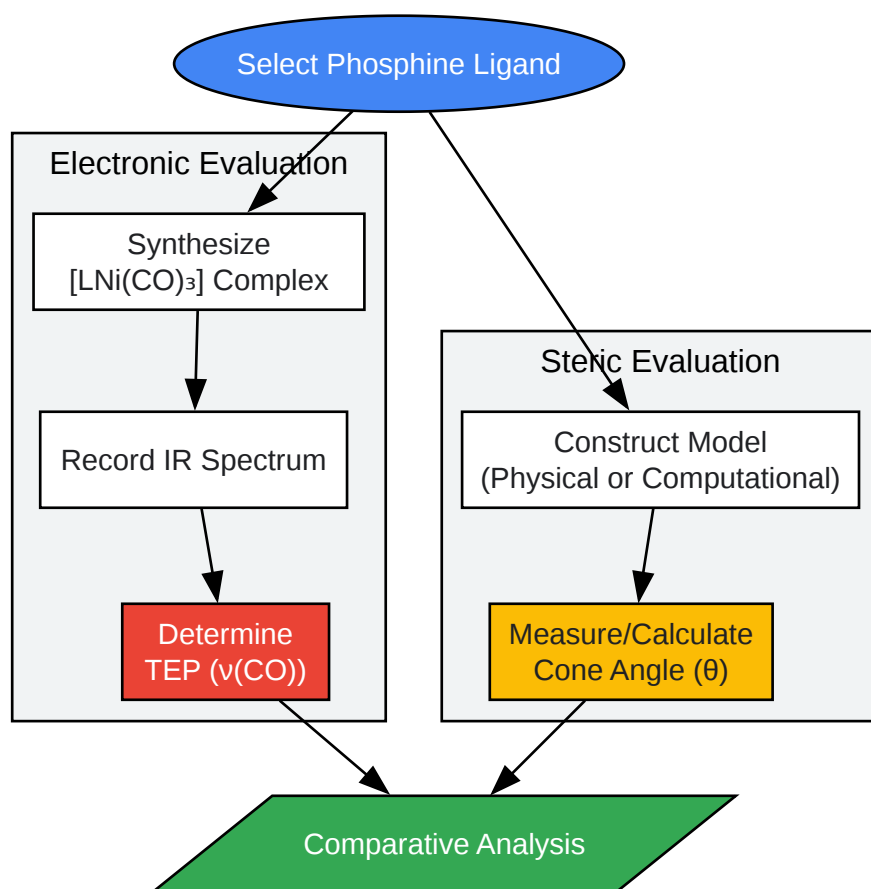 Select Phosphine Ligand
Electronic Evaluation
Synthesize
[LNi(CO)₃] Complex
Record IR Spectrum
Determine
TEP (ν(CO))
Steric Evaluation
Construct Model
(Physical or Computational)
Measure/Calculate
Cone Angle (θ)
Comparative Analysis